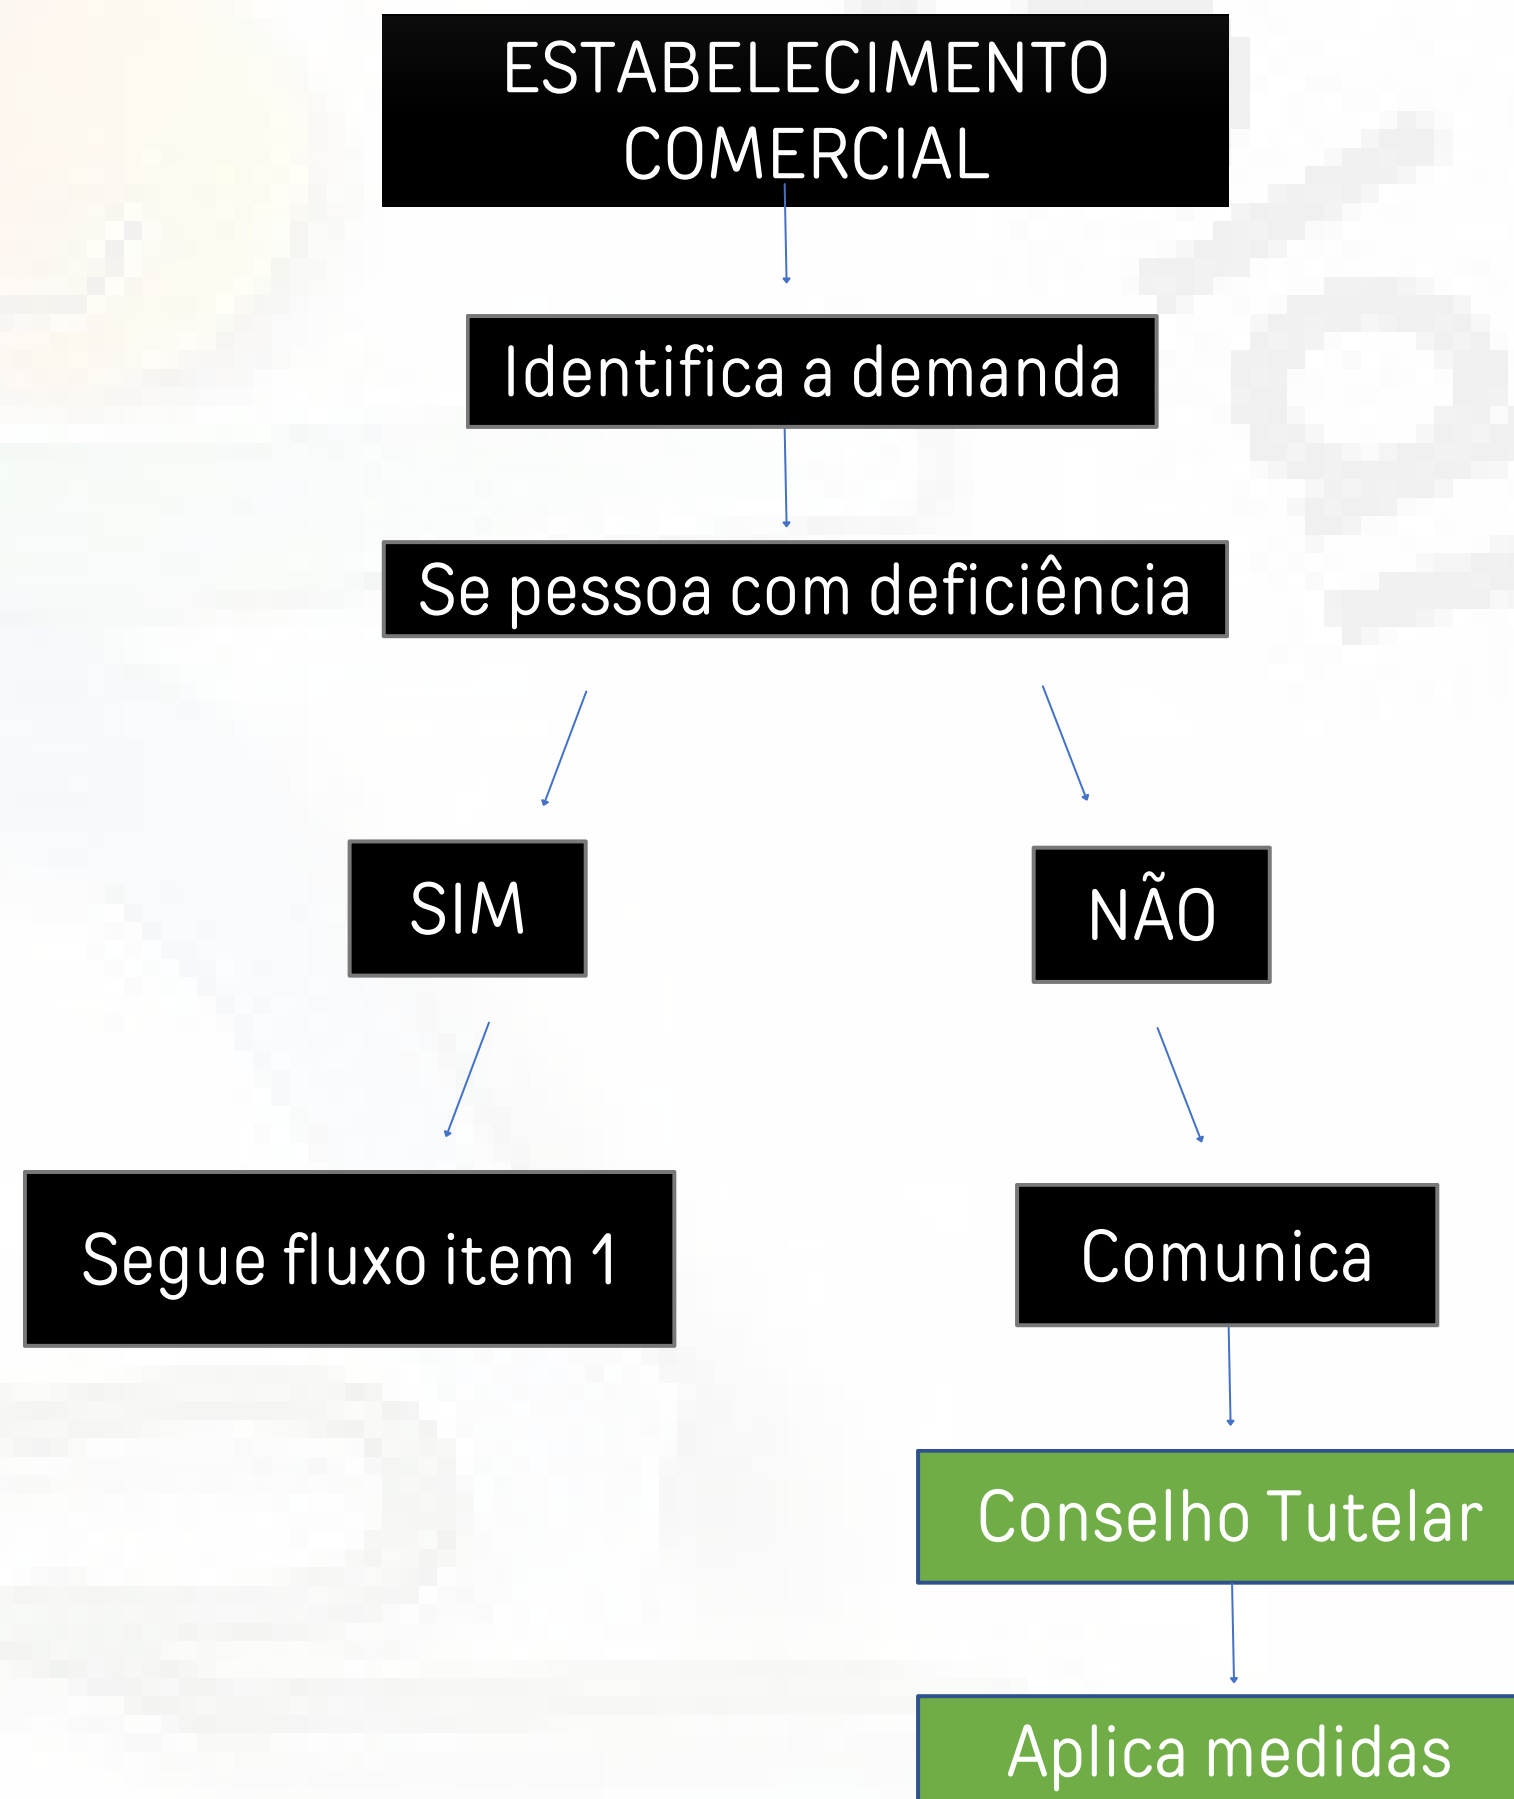 ESTABELECIMENTO
COMERCIAL
Identifica a demanda
Se pessoa com deficiência
SIM
NÃO
Segue fluxo item 1
Comunica
Conselho Tutelar
Aplica medidas